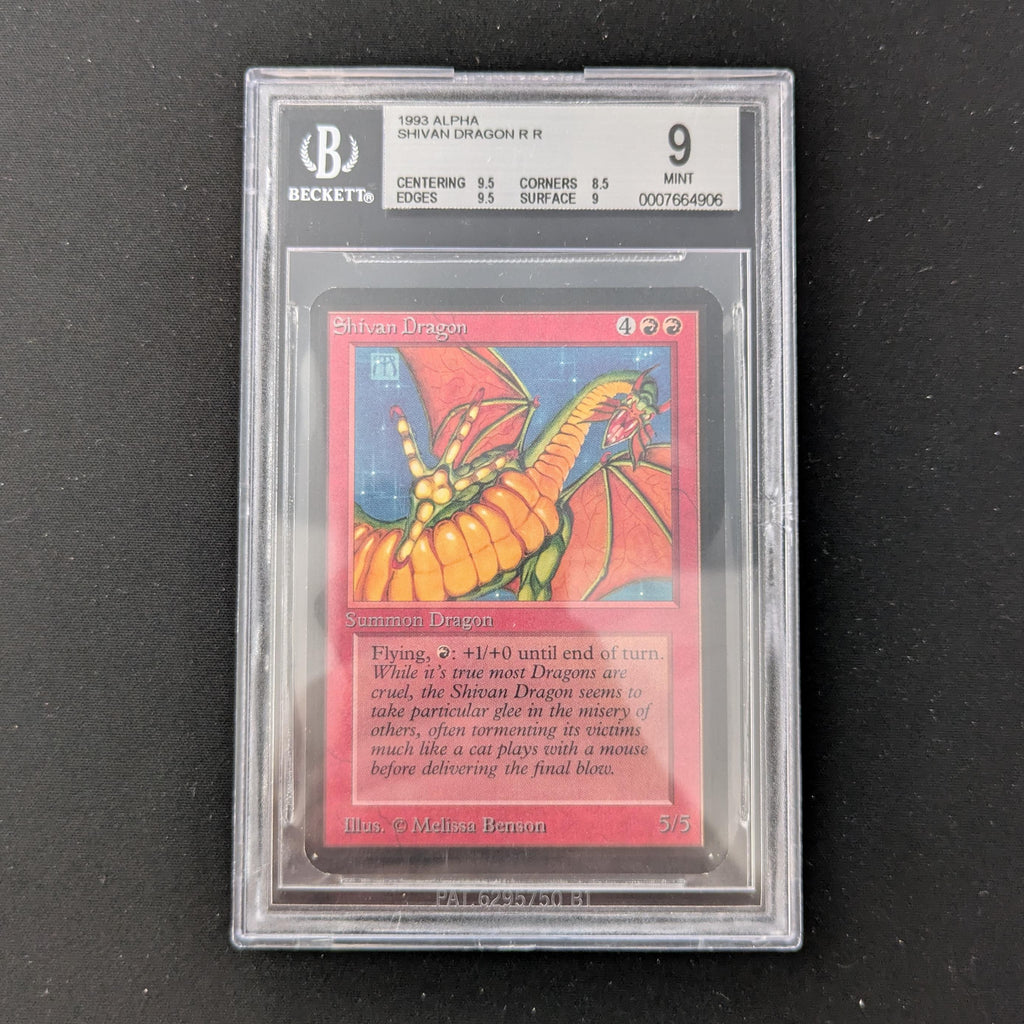 1993 ALPHA
SHIVAN DRAGON R R
9
MINT
CENTERING 9.5 CORNERS 8.5
EDGES 9.5 SURFACE 9
0007664906
B
BECKETT®
Shivan Dragon 4
Summon Dragon
Flying, : +1/+0 until end of turn.
While it's true most Dragons are
cruel, the Shivan Dragon seems to
take particular glee in the misery of
others, often tormenting its victims
much like a cat plays with a mouse
before delivering the final blow.
Illus. © Melissa Benson 5/5
PAT. 6295750 B1